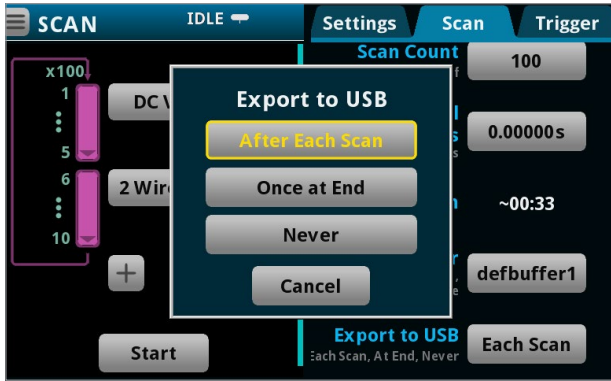 SCAN
IDLE
Settings
Scan
Trigger
x100
1
5
6
10
DC
2
Start
Export to USB
After Each Scan
Once at End
Never
Cancel
Scan Count
100
0.00000 s
~00:33
defbuffer1
Export to USB
Each Scan, At End, Never
Each Scan